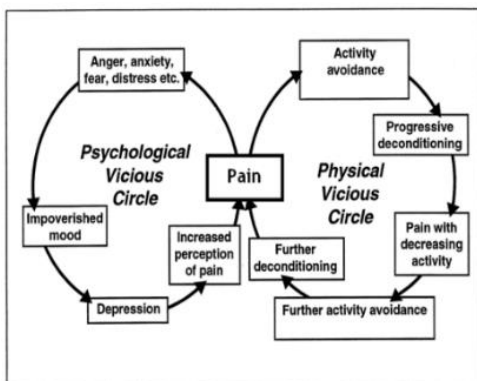 Anger, anxiety,
fear, distress etc.
Activity
avoidance
Progressive
deconditioning
Psychological
Vicious
Circle
Pain
Physical
Vicious
Circle
Impoverished
mood
Increased
perception
of pain
Further
deconditioning
Pain with
decreasing
activity
Depression
Further activity avoidance